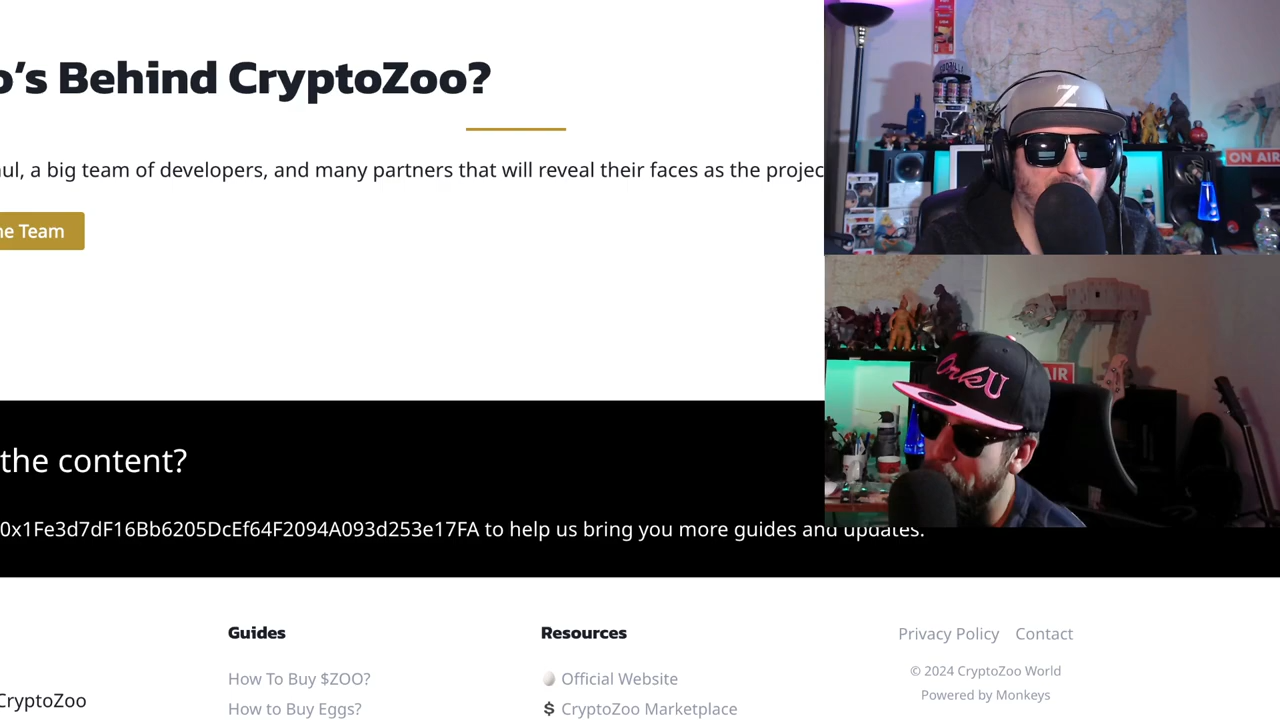 o’s Behind CryptoZoo?
ul, a big team of developers, and many partners that will reveal their faces as the projec
ne Team
the content?
0x1Fe3d7dF16Bb6205DcEf64F2094A093d253e17FA to help us bring you more guides and updates.
Guides
How To Buy $ZOO?
How to Buy Eggs?
Resources
Official Website
$ CryptoZoo Marketplace
Privacy Policy Contact
© 2024 CryptoZoo World
Powered by Monkeys
CryptoZoo
Z
ON AIR
OrkU
AIR